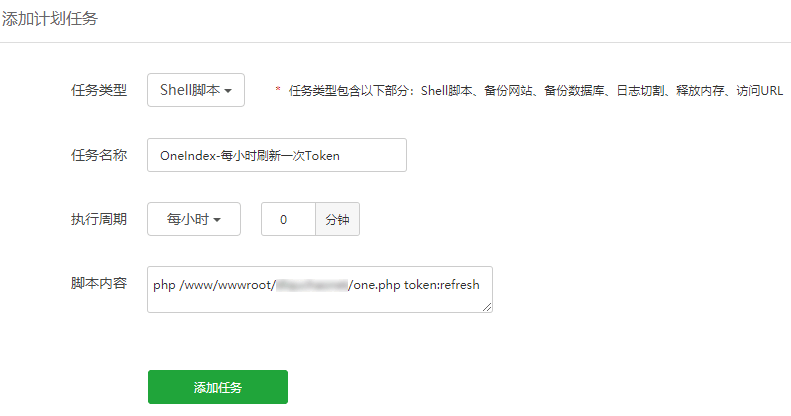 添加计划任务
任务类型 Shell脚本 * 任务类型包含以下部分：Shell脚本、备份网站、备份数据库、日志切割、释放内存、访问URL
任务名称 OneIndex-每小时刷新一次Token
执行周期 每小时 0 分钟
脚本内容 php /www/wwwroot/ /one.php token:refresh
添加任务